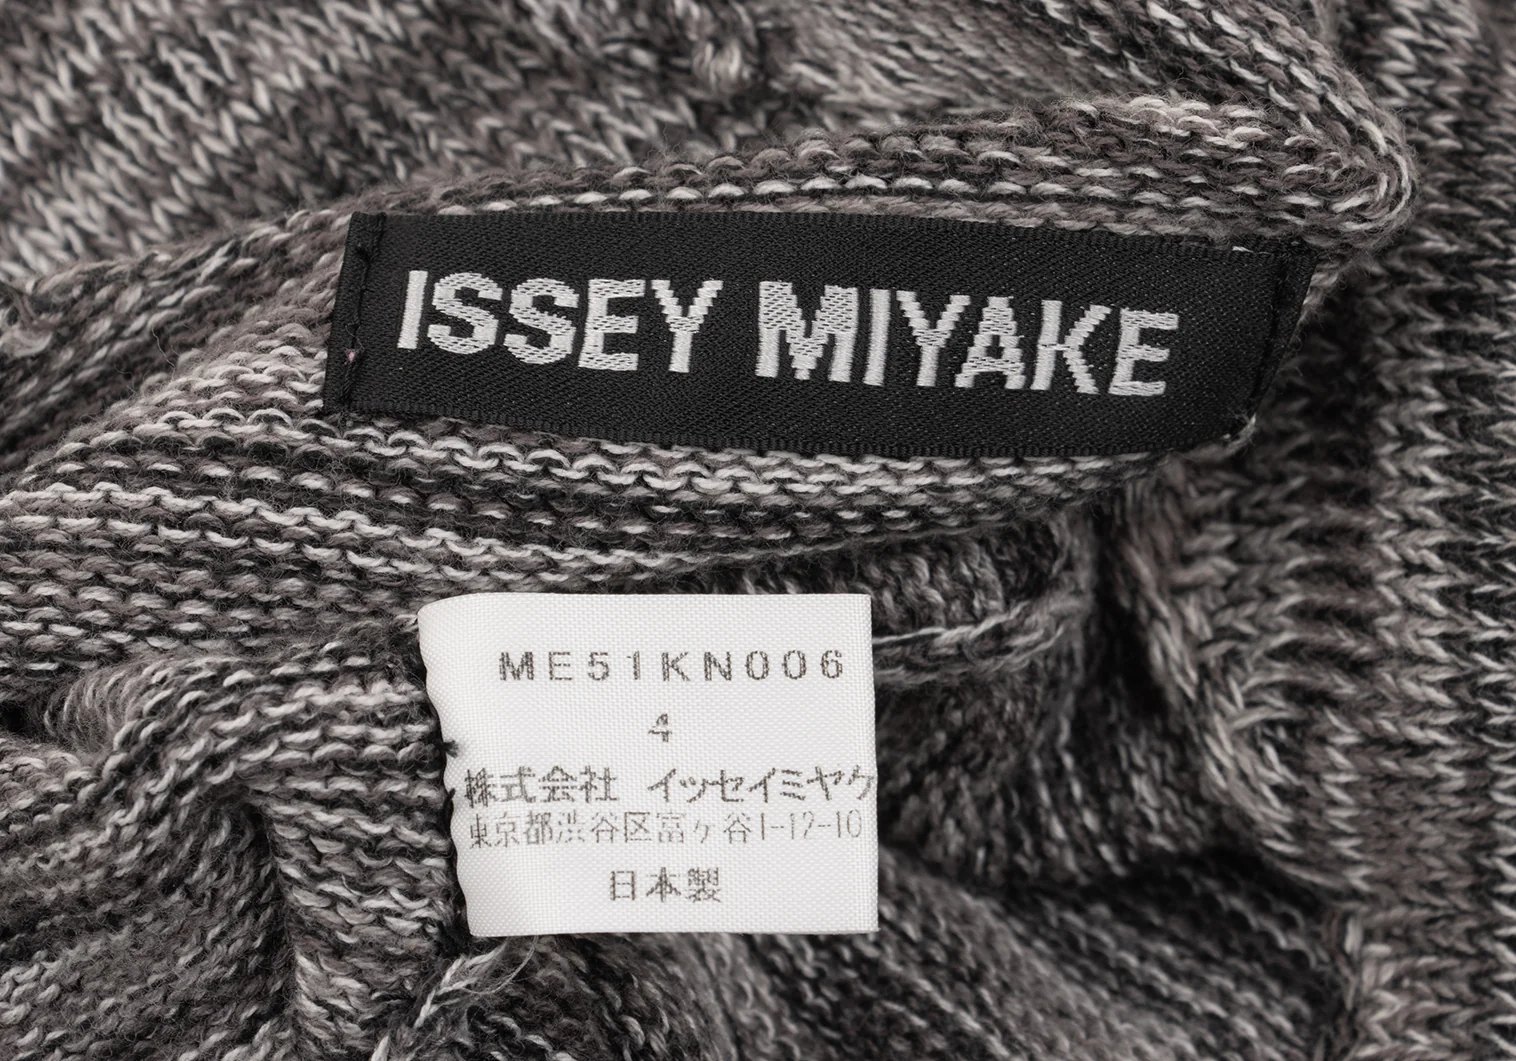 ISSEY MIYAKE
ME51KN006
4
株式会社 イッセイミヤケ
東京都渋谷区富ヶ谷1-12-10
日本製